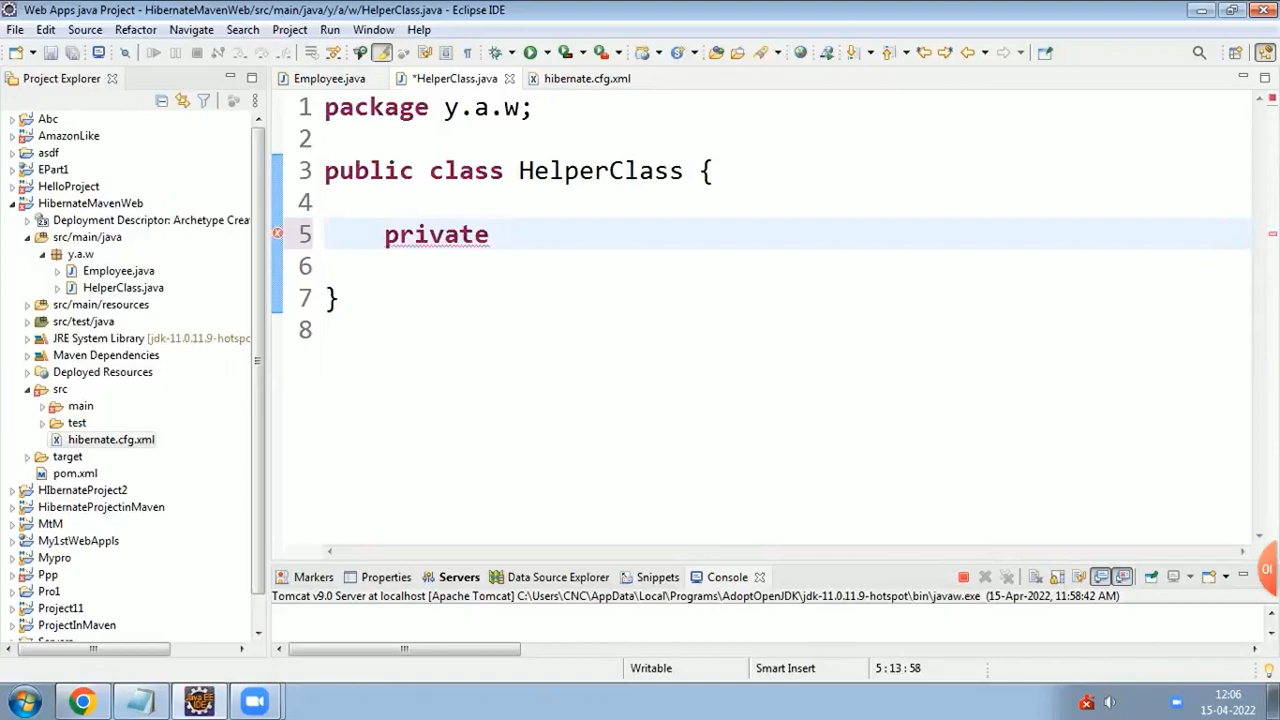 Web Apps java Project - HibernateMavenWeb/src/main/java/y/a/w/HelperClass.java - Eclipse IDE
File Edit Source Refactor Navigate Search Project Run Window Help
Project Explorer
Employee.java *HelperClass.java hibernate.cfg.xml
Abc
AmazonLike
asdf
EPart1
HelloProject
HibernateMavenWeb
Deployment Descriptor: Archetype Crea
src/main/java
y.a.w
Employee.java
HelperClass.java
src/main/resources
src/test/java
JRE System Library [jdk-11.0.11.9-hotspc
Maven Dependencies
Deployed Resources
src
main
test
hibernate.cfg.xml
target
pom.xml
HIbernateProject2
HibernateProjectinMaven
MtM
My1stWebAppls
Mypro
Ppp
Pro1
Project11
ProjectInMaven
1 package y.a.w;
2
3 public class HelperClass {
4
5 private
6
7 }
8
Markers Properties Servers Data Source Explorer Snippets Console
Tomcat v9.0 Server at localhost [Apache Tomcat] C:\Users\CNC\AppData\Local\Programs\AdoptOpenJDK\jdk-11.0.11.9-hotspot\bin\javaw.exe (15-Apr-2022, 11:58:42 AM)
Writable Smart Insert 5 : 13 : 58
12:06
15-04-2022